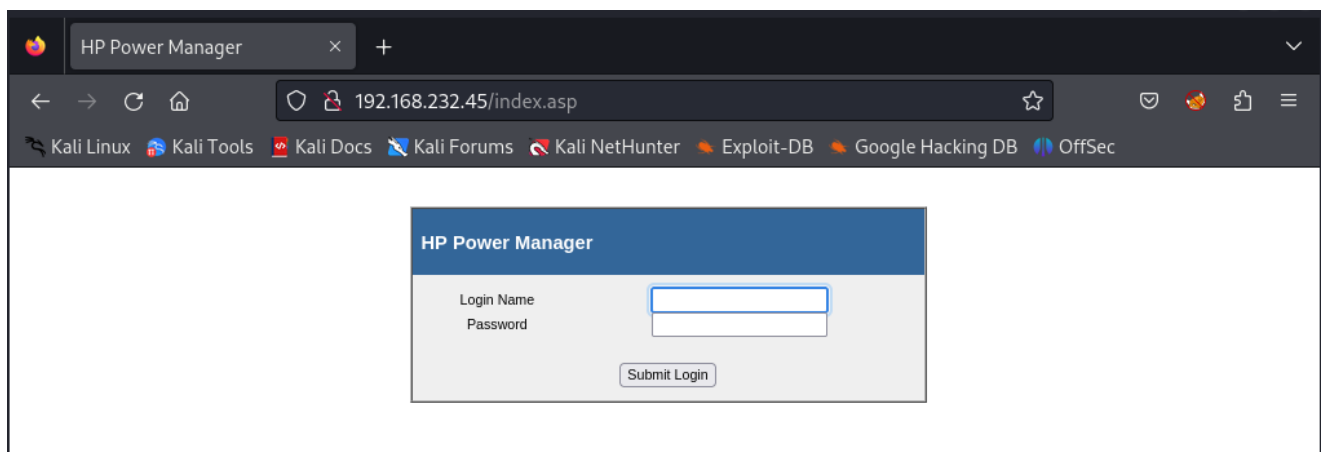 HP Power Manager
192.168.232.45/index.asp
Kali Linux Kali Tools Kali Docs Kali Forums Kali NetHunter Exploit-DB Google Hacking DB OffSec
HP Power Manager
Login Name
Password
Submit Login